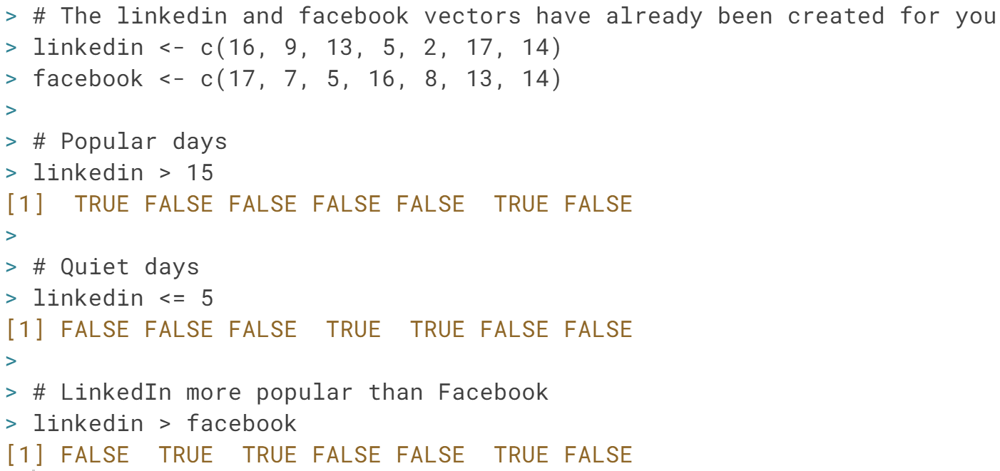 > # The linkedin and facebook vectors have already been created for you
> linkedin <- c(16, 9, 13, 5, 2, 17, 14)
> facebook <- c(17, 7, 5, 16, 8, 13, 14)
>
> # Popular days
> linkedin > 15
[1]  TRUE FALSE FALSE FALSE FALSE  TRUE FALSE
>
> # Quiet days
> linkedin <= 5
[1] FALSE FALSE FALSE  TRUE  TRUE FALSE FALSE
>
> # LinkedIn more popular than Facebook
> linkedin > facebook
[1] FALSE  TRUE  TRUE FALSE FALSE  TRUE FALSE